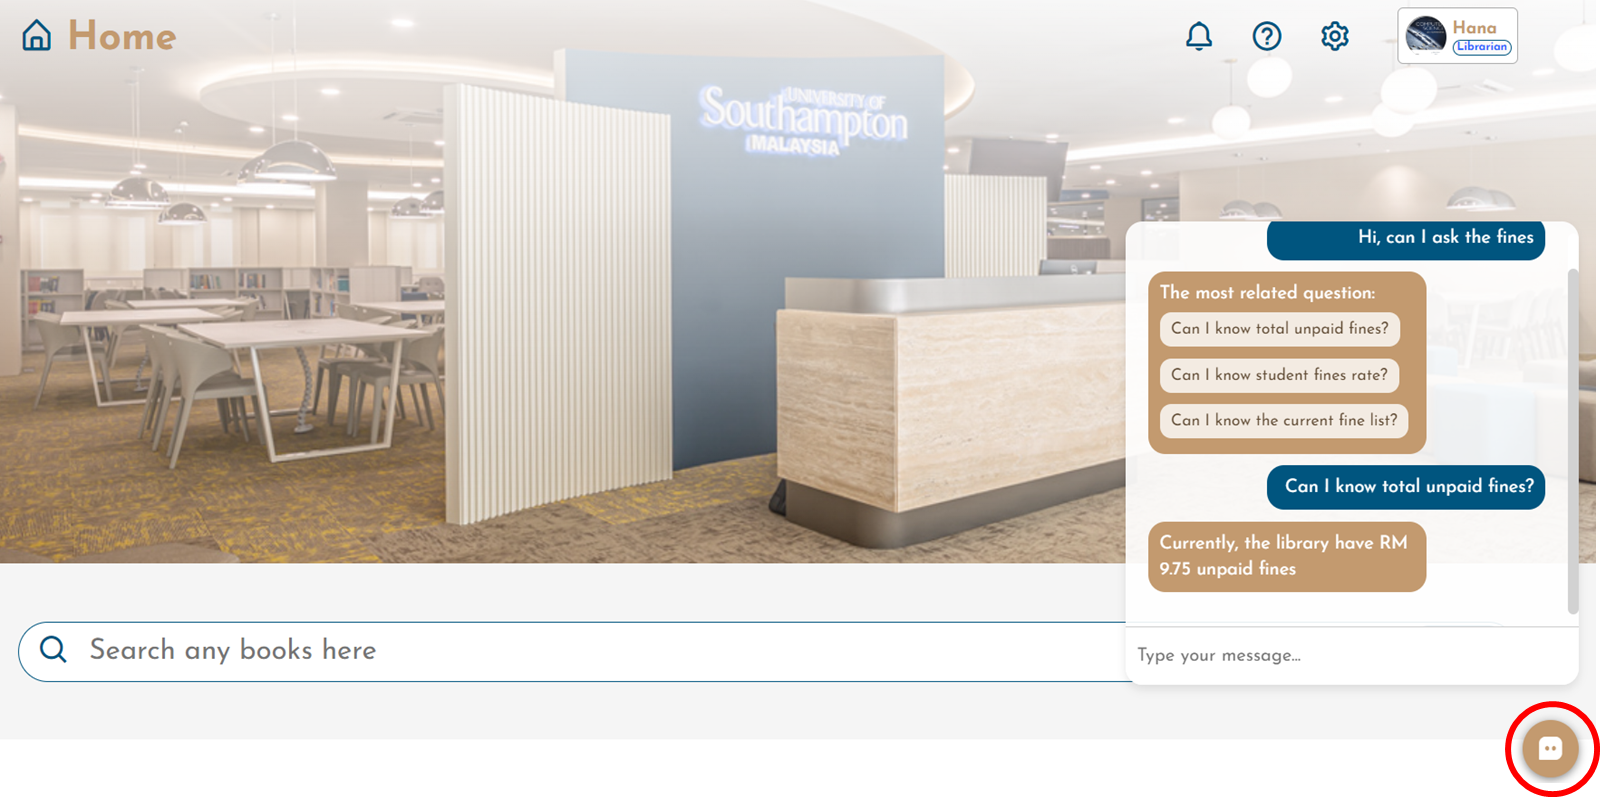 Home
Hana
Librarian
UNIVERSITY OF
Southampton
MALAYSIA
Hi, can I ask the fines
The most related question:
Can I know total unpaid fines?
Can I know student fines rate?
Can I know the current fine list?
Can I know total unpaid fines?
Currently, the library have RM
9.75 unpaid fines
Search any books here
Type your message...